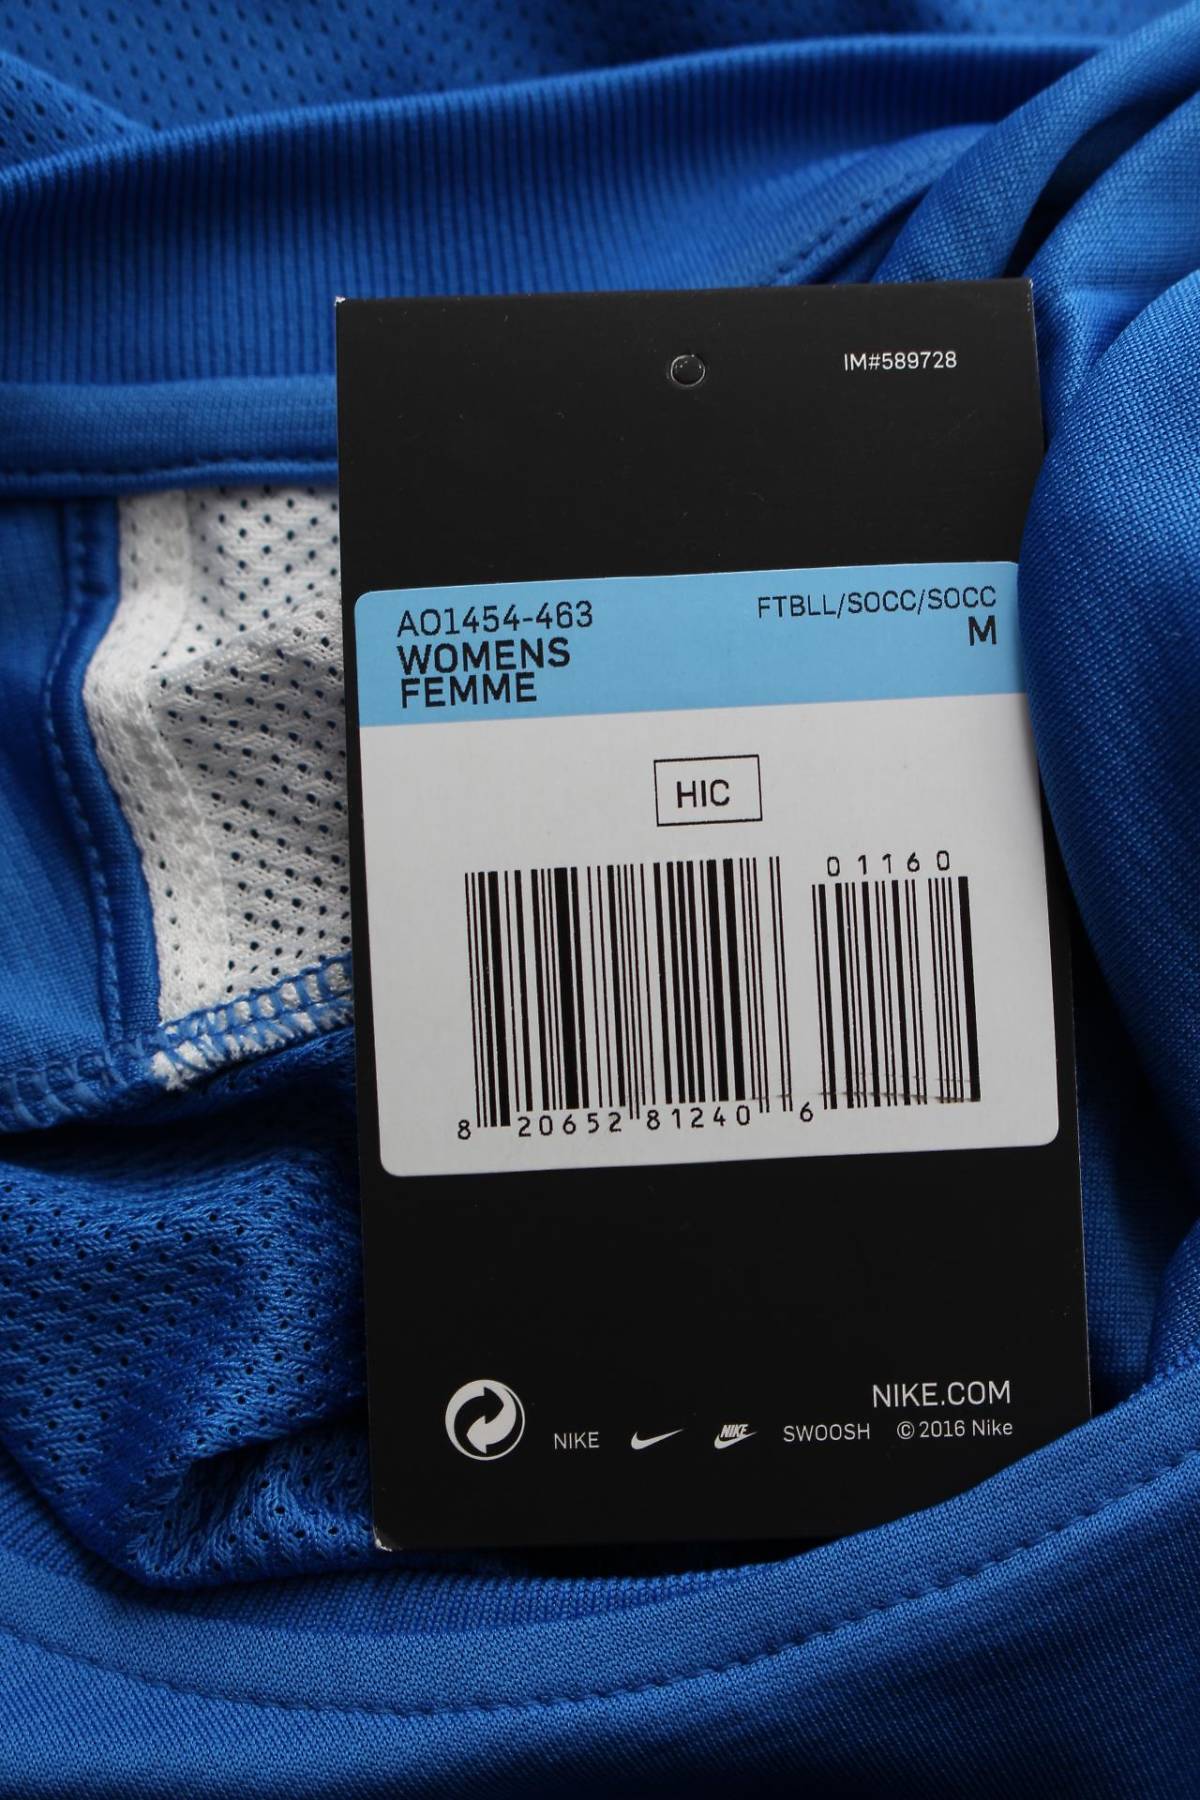 IM#589728
AO1454-463
WOMENS
FEMME
FTBLL/SOCC/SOCC
M
HIC
01160
8 20652 81240 6
NIKE.COM
NIKE NIKE SWOOSH © 2016 Nike